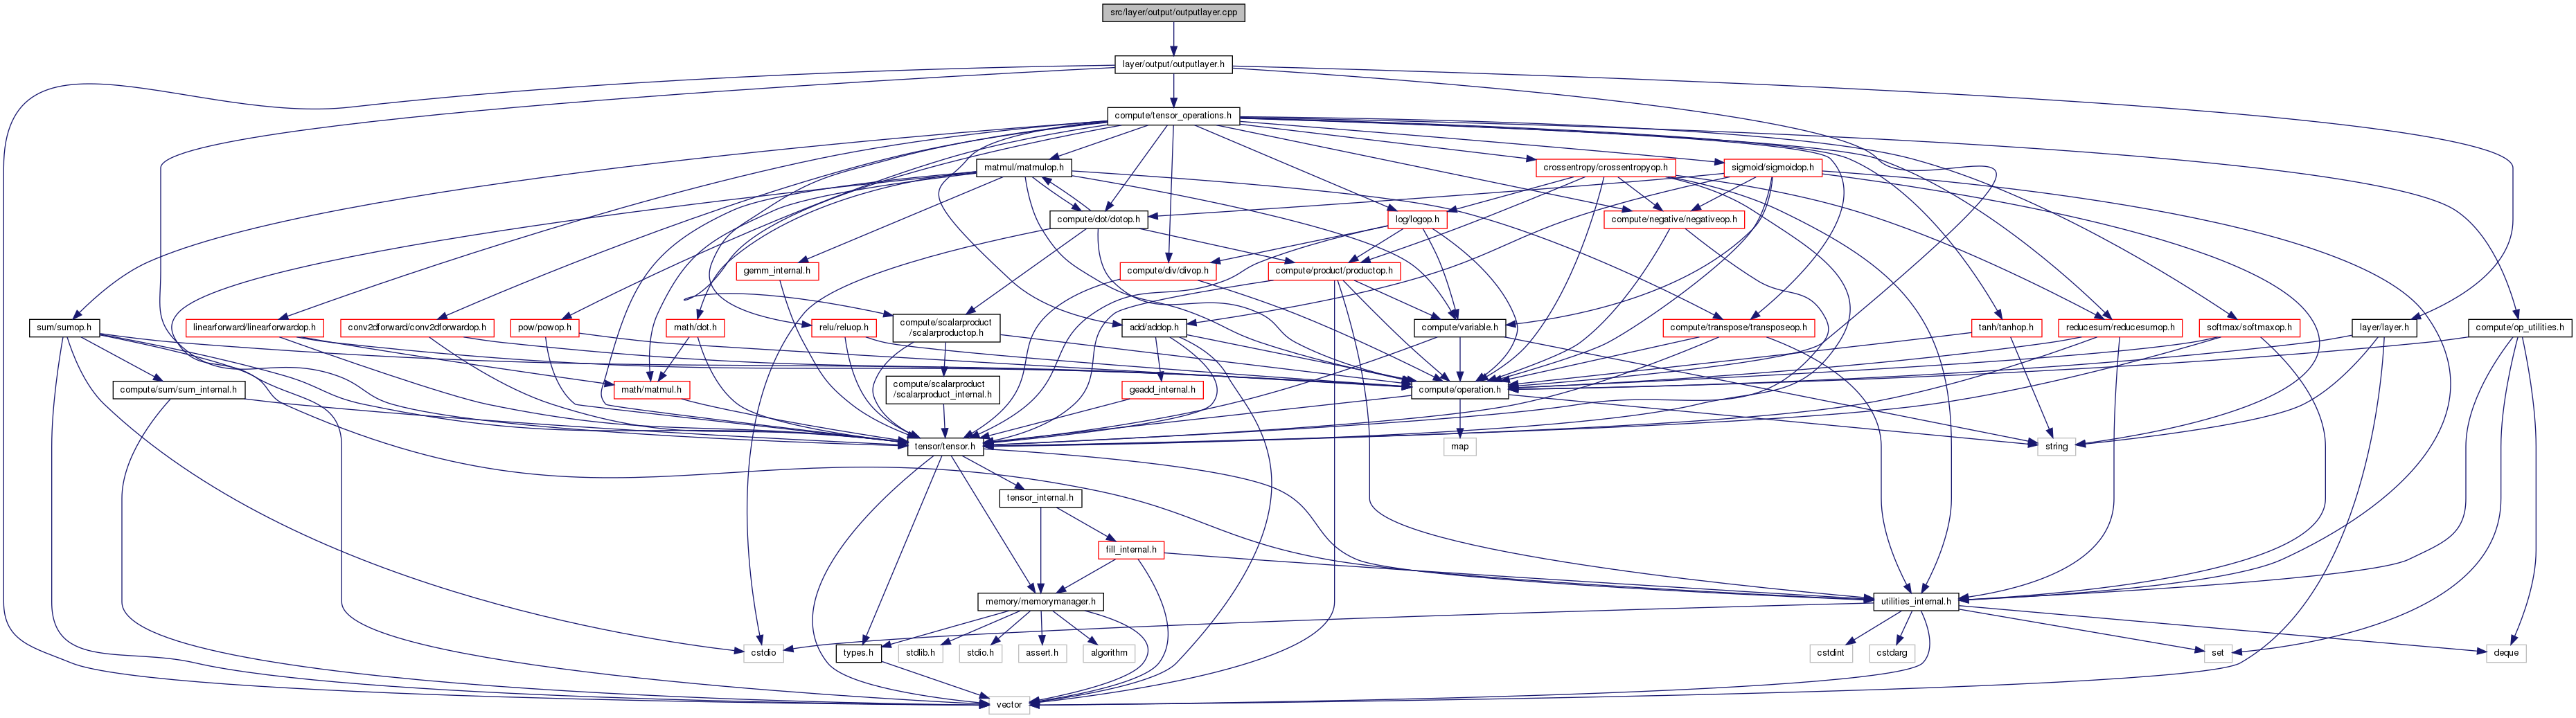 src/layer/output/outputlayer.cpp
layer/output/outputlayer.h
compute/tensor_operations.h
matmul/matmulop.h
crossentropy/crossentropyop.h
sigmoid/sigmoidop.h
compute/dot/dotop.h
log/logop.h
compute/negative/negativeop.h
gemm_internal.h
compute/div/divop.h
compute/product/productop.h
sum/sumop.h
linearforward/linearforwardop.h
conv2dforward/conv2dforwardop.h
pow/powop.h
math/dot.h
relu/reluop.h
compute/scalarproduct
/scalarproductop.h
add/addop.h
compute/variable.h
compute/transpose/transposeop.h
tanh/tanhop.h
reducesum/reducesumop.h
softmax/softmaxop.h
layer/layer.h
compute/op_utilities.h
compute/sum/sum_internal.h
math/matmul.h
compute/scalarproduct
/scalarproduct_internal.h
geadd_internal.h
compute/operation.h
tensor/tensor.h
map
string
tensor_internal.h
fill_internal.h
memory/memorymanager.h
utilities_internal.h
cstdio
types.h
stdlib.h
stdio.h
assert.h
algorithm
cstdint
cstdarg
set
deque
vector